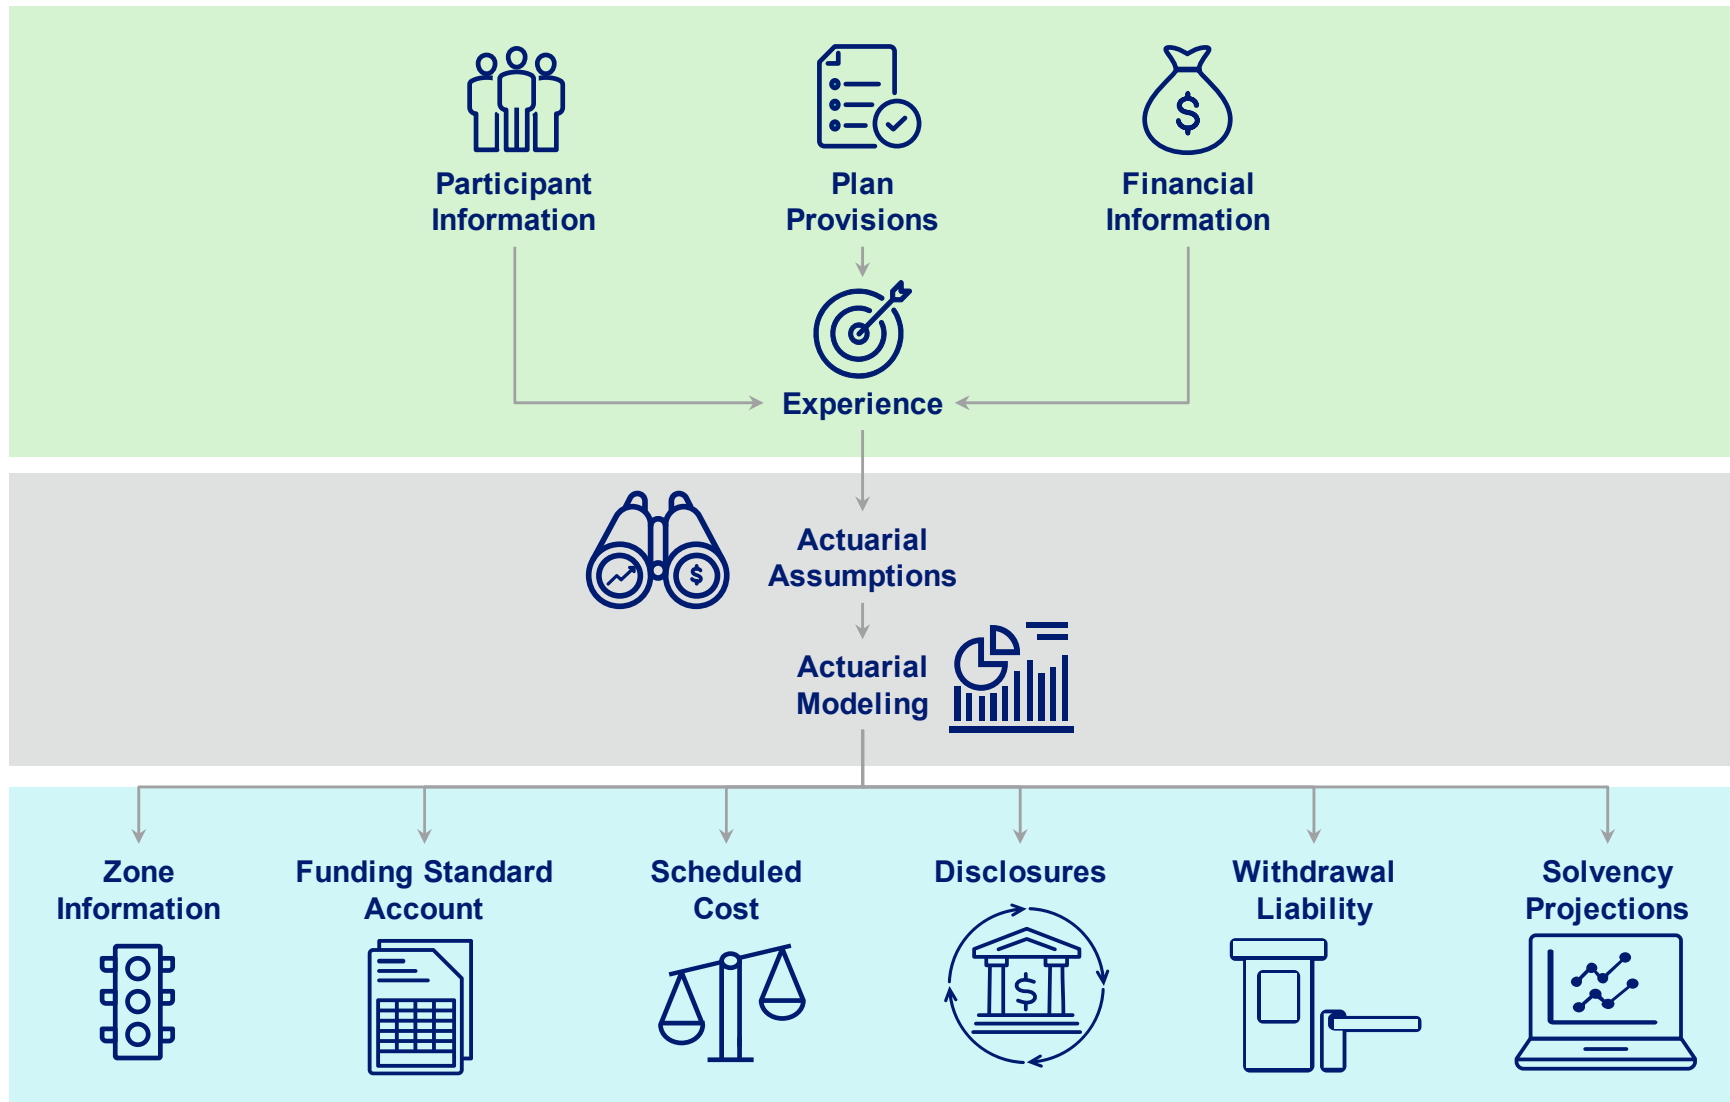 Participant
Information
Plan
Provisions
$
Financial
Information
Experience
$
Actuarial
Assumptions
Actuarial
Modeling
Zone
Information
Funding Standard
Account
Scheduled
Cost
Disclosures
$
Withdrawal
Liability
Solvency
Projections